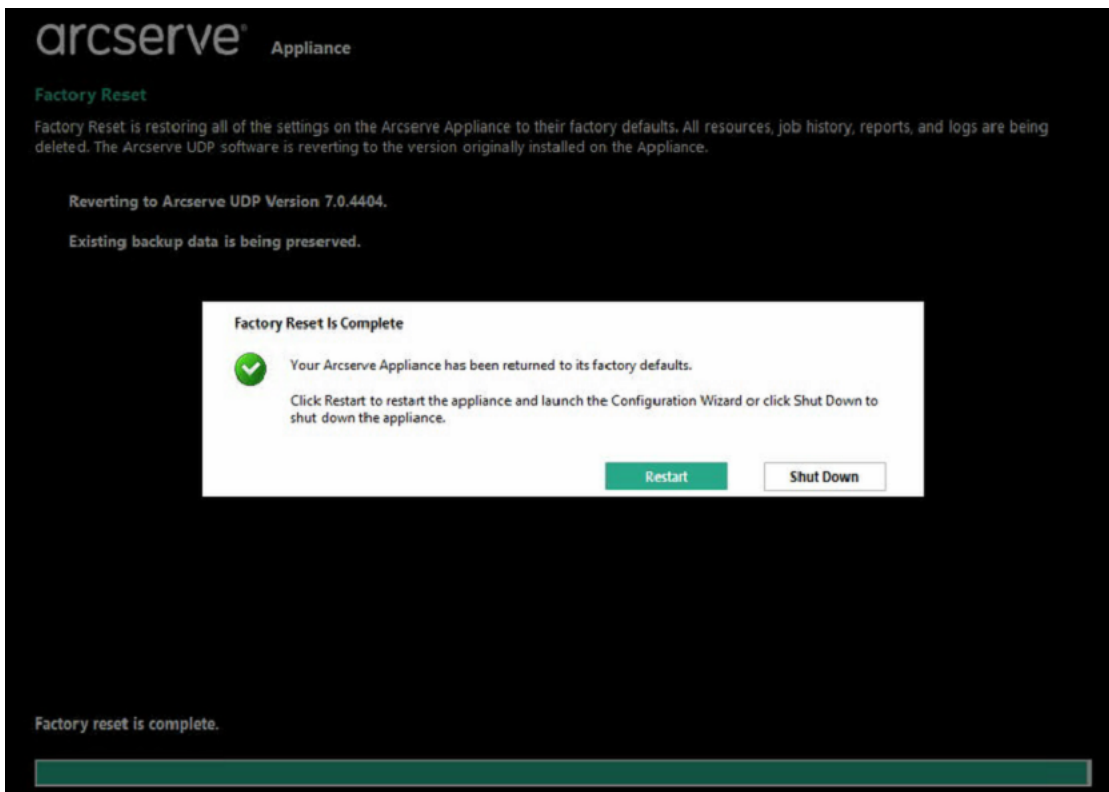 arcserve® Appliance
Factory Reset
Factory Reset is restoring all of the settings on the Arcserve Appliance to their factory defaults. All resources, job history, reports, and logs are being
deleted. The Arcserve UDP software is reverting to the version originally installed on the Appliance.
Reverting to Arcserve UDP Version 7.0.4404.
Existing backup data is being preserved.
Factory Reset Is Complete
Your Arcserve Appliance has been returned to its factory defaults.
Click Restart to restart the appliance and launch the Configuration Wizard or click Shut Down to
shut down the appliance.
Restart Shut Down
Factory reset is complete.